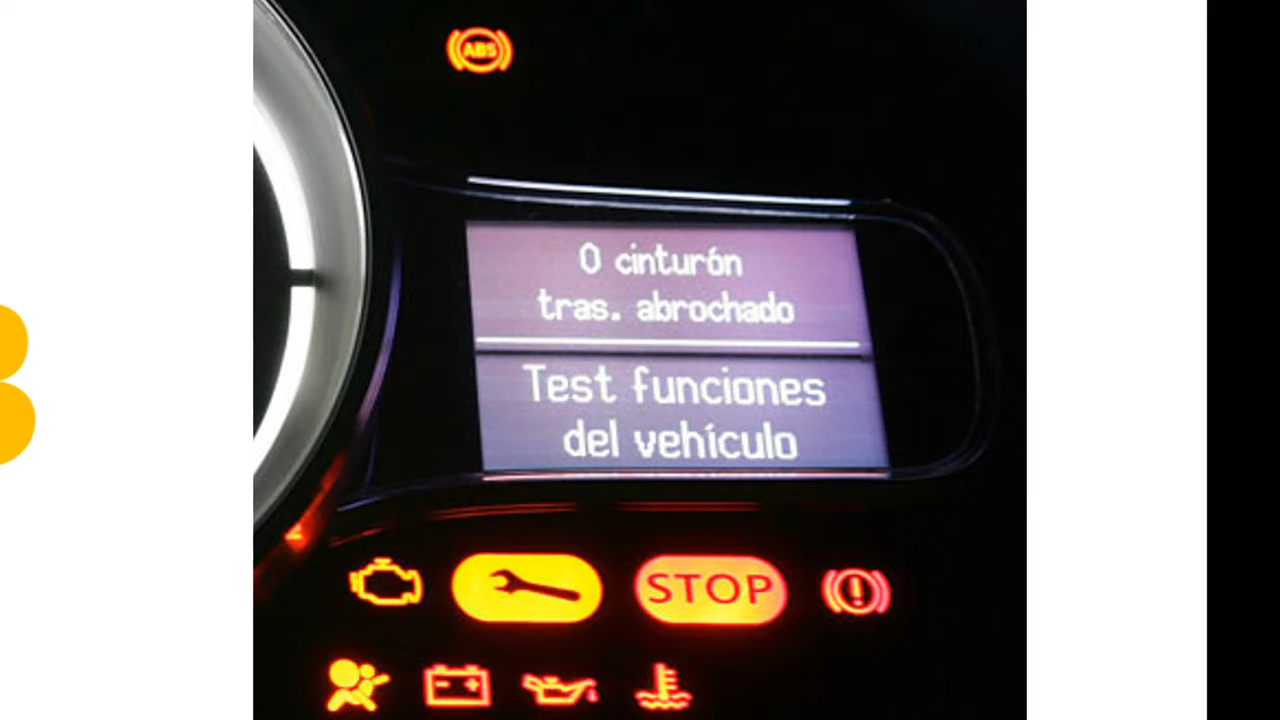 ABS
0 cinturón
tras. abrochado
Test funciones
del vehículo
STOP